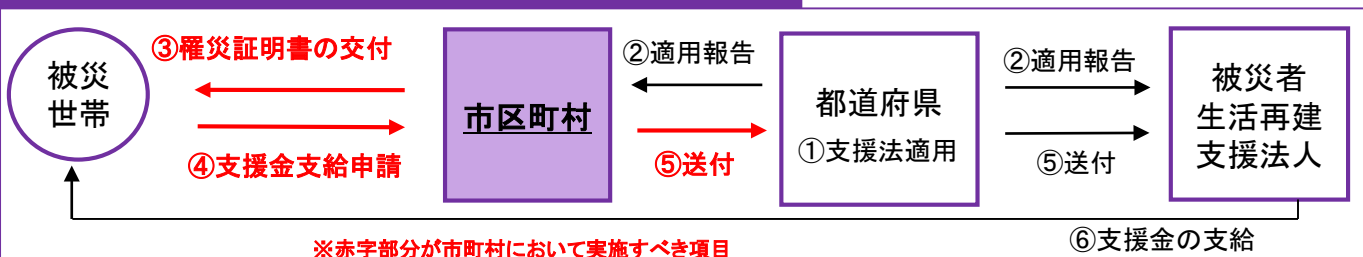 被災
世帯
③罹災証明書の交付
④支援金支給申請
市区町村
②適用報告
⑤送付
都道府県
①支援法適用
②適用報告
⑤送付
被災者
生活再建
支援法人
⑥支援金の支給
※赤字部分が市町村において実施すべき項目